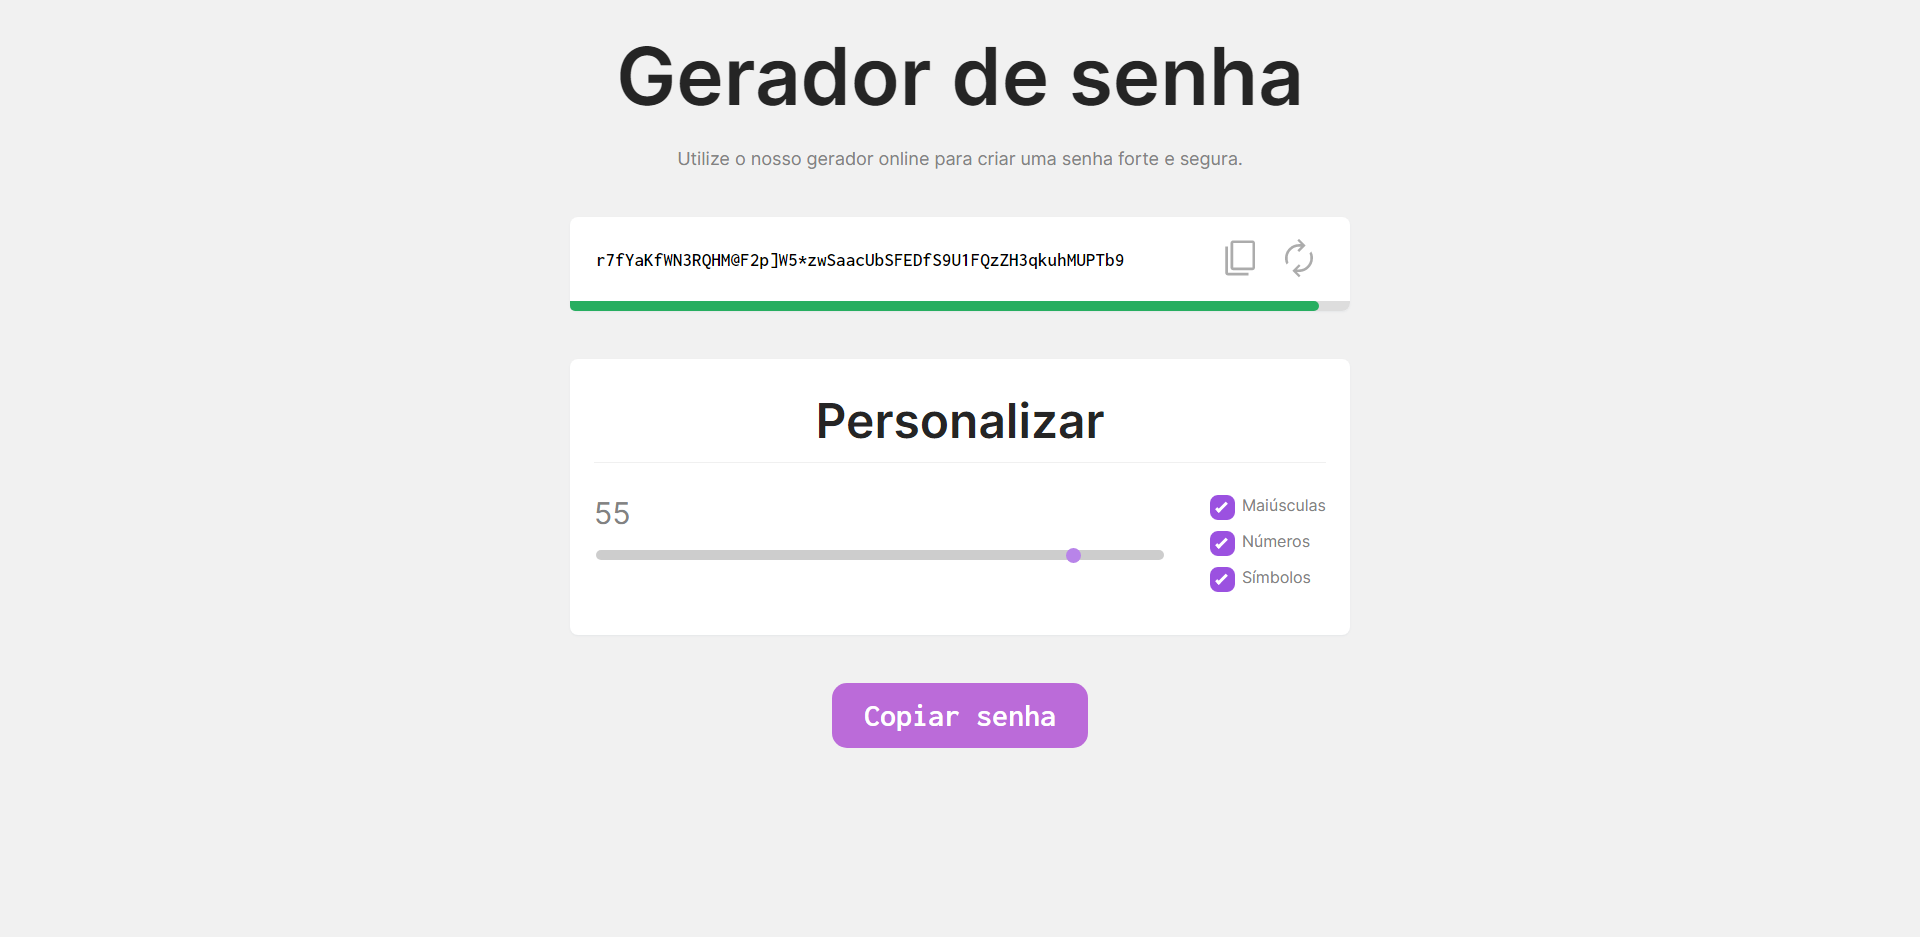 Gerador de senha
Utilize o nosso gerador online para criar uma senha forte e segura.
r7fYaKfWN3RQHM@F2p]W5*zwSaacUbSFEDfS9U1FQzZH3qkuhMUPTb9
Personalizar
55
Maiúsculas
Números
Símbolos
Copiar senha